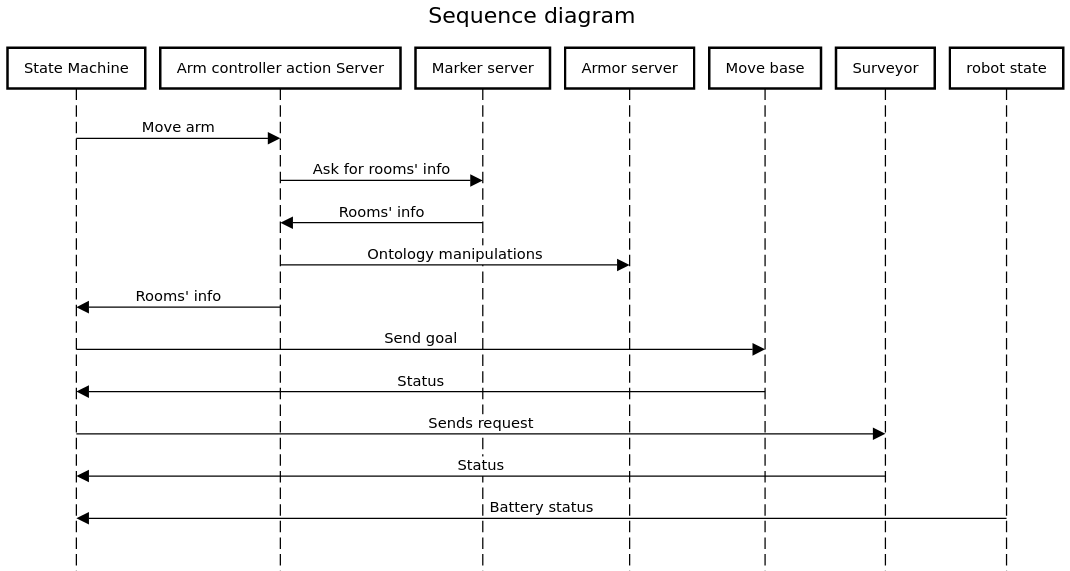 Sequence diagram
State Machine
Arm controller action Server
Marker server
Armor server
Move base
Surveyor
robot state
Move arm
Ask for rooms' info
Rooms' info
Ontology manipulations
Rooms' info
Send goal
Status
Sends request
Status
Battery status